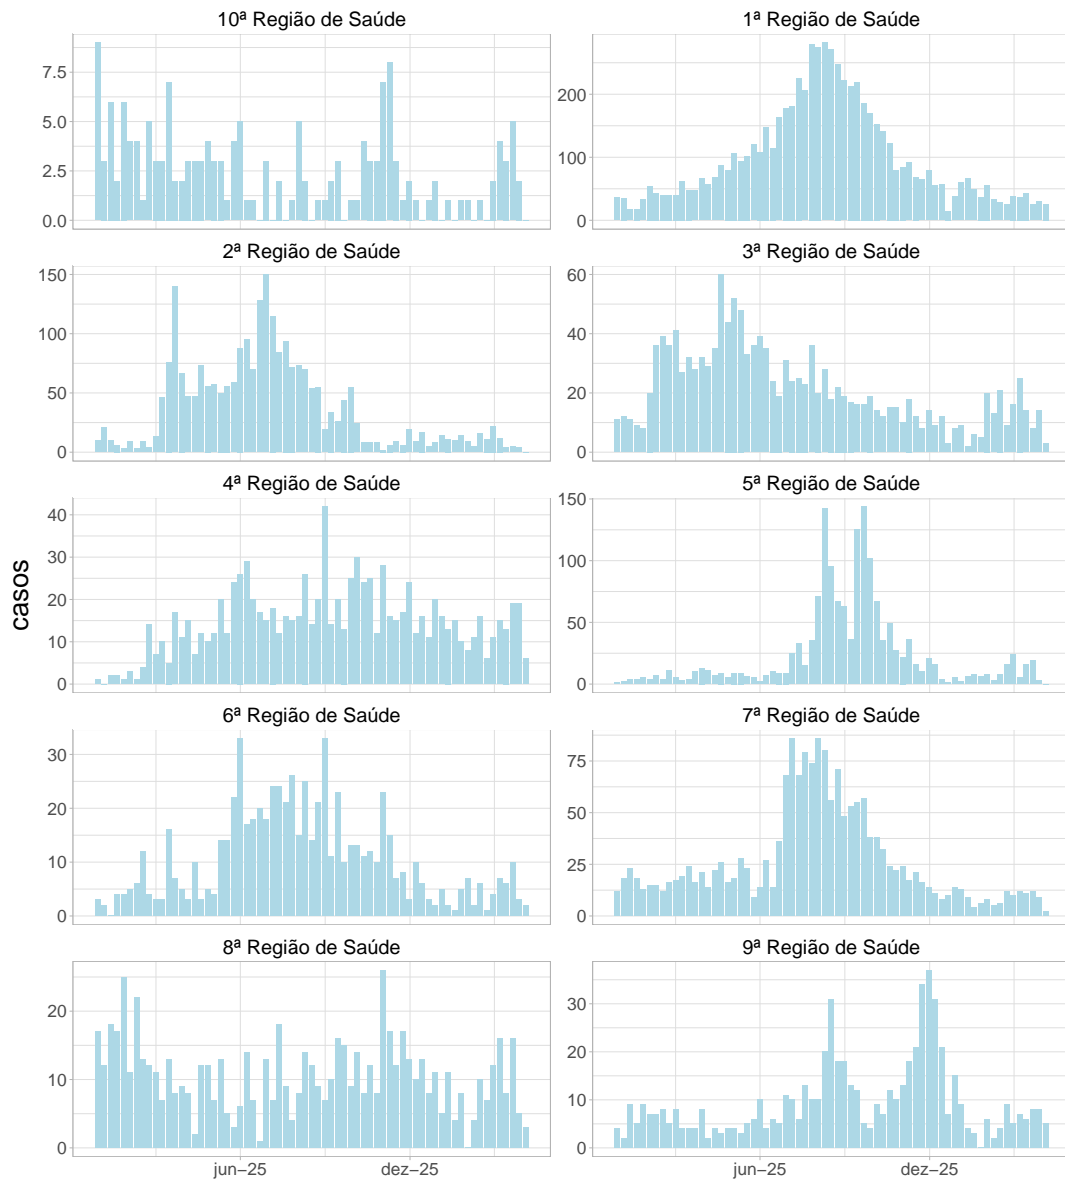 10ª Região de Saúde
1ª Região de Saúde
7.5
5.0
2.5
0.0
200
100
0
2ª Região de Saúde
3ª Região de Saúde
150
100
50
0
60
40
20
0
4ª Região de Saúde
5ª Região de Saúde
40
30
20
10
0
150
100
50
0
casos
6ª Região de Saúde
7ª Região de Saúde
30
20
10
0
75
50
25
0
8ª Região de Saúde
9ª Região de Saúde
20
10
0
30
20
10
0
jun−25
dez−25
jun−25
dez−25